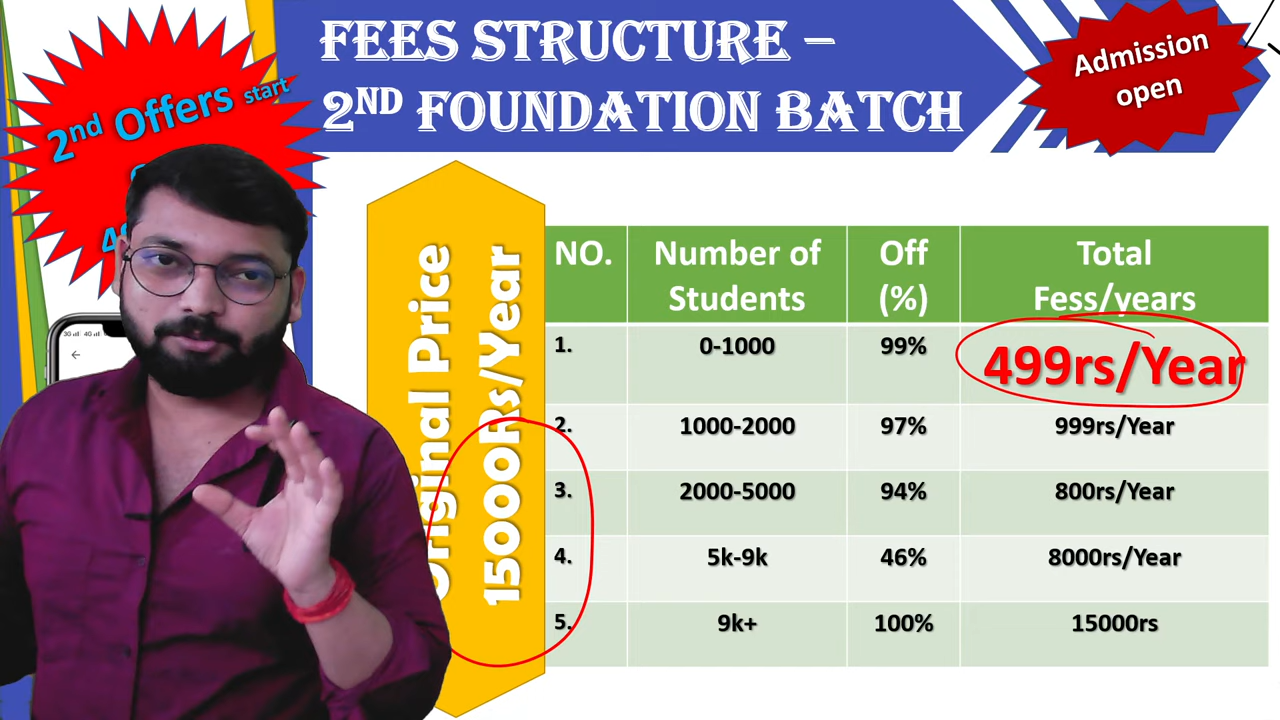 FEES STRUCTURE –
2ND FOUNDATION BATCH
Admission
open
2nd Offers start
Original Price
15000Rs/Year
NO. Number of Students Off (%) Total Fess/years
1. 0-1000 99% 499rs/Year
2. 1000-2000 97% 999rs/Year
3. 2000-5000 94% 800rs/Year
4. 5k-9k 46% 8000rs/Year
5. 9k+ 100% 15000rs